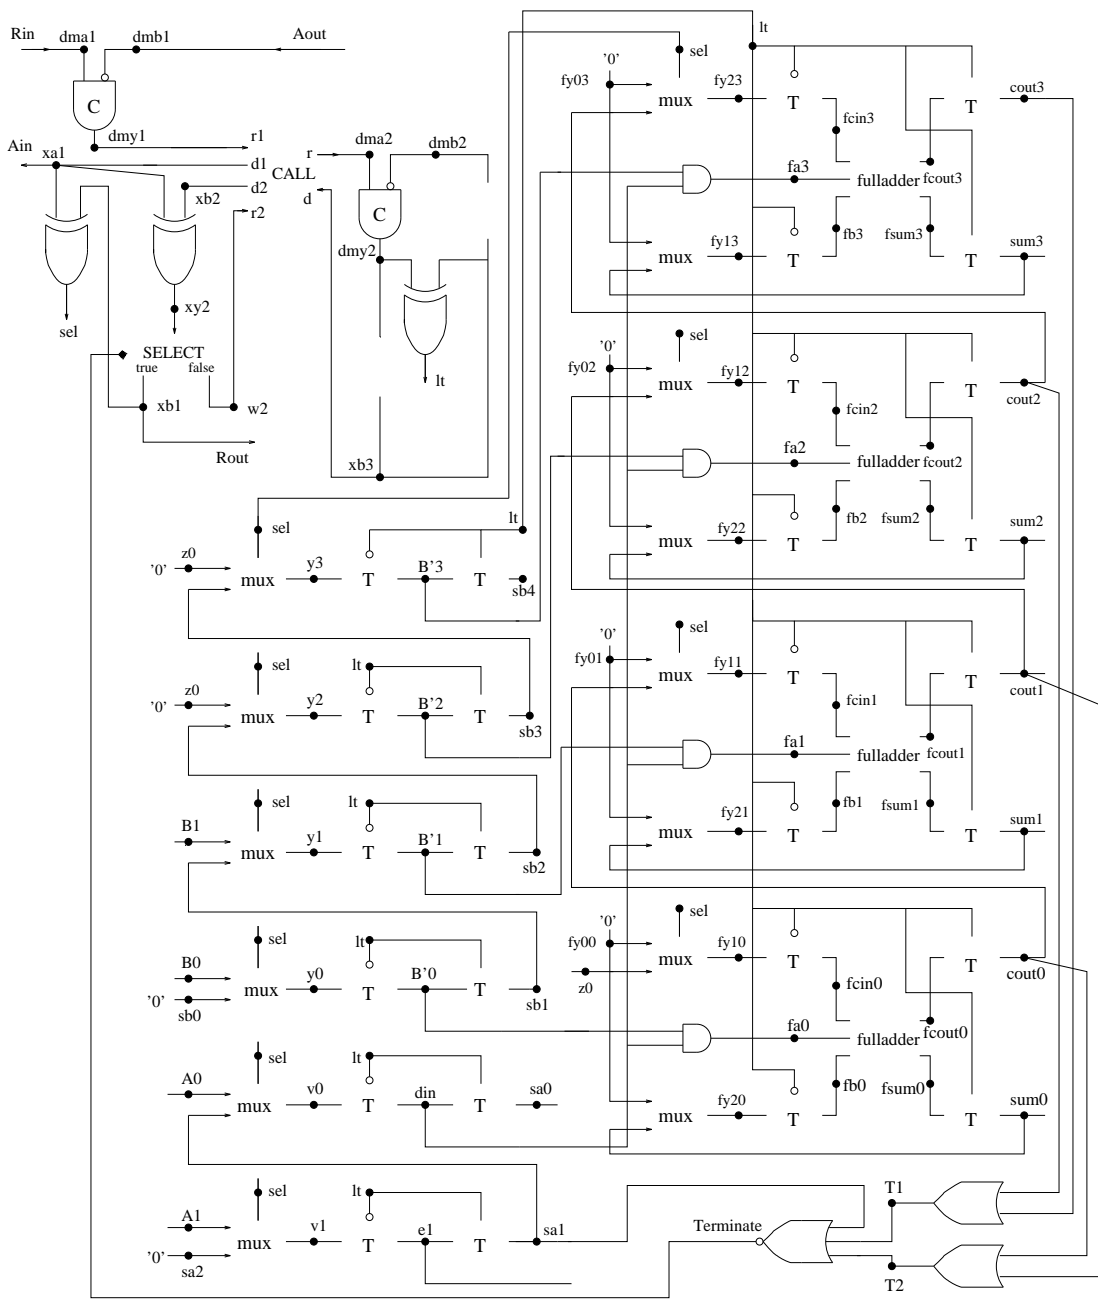 Rin
dma1
dmb1
Aout
C
dmy1
r1
Ain
xa1
d1
CALL
xb2
d2
r2
sel
xy2
SELECT
true
false
xb1
w2
Rout
r
dma2
dmb2
d
C
dmy2
lt
xb3
sel
lt
z0
'0'
mux
y3
T
B'3
T
sb4
sel
lt
z0
'0'
mux
y2
T
B'2
T
sb3
sel
lt
B1
mux
y1
T
B'1
T
sb2
sel
lt
B0
'0'
sb0
mux
y0
T
B'0
T
sb1
sel
lt
A0
mux
v0
T
din
T
sa0
sel
lt
A1
'0'
sa2
mux
v1
T
e1
T
sa1
lt
'0'
sel
fy03
mux
fy23
T
fcin3
T
cout3
fa3
fulladder
fcout3
mux
fy13
T
fb3
fsum3
T
sum3
'0'
sel
fy02
mux
fy12
T
fcin2
T
cout2
fa2
fulladder
fcout2
mux
fy22
T
fb2
fsum2
T
sum2
'0'
sel
fy01
mux
fy11
T
fcin1
T
cout1
fa1
fulladder
fcout1
mux
fy21
T
fb1
fsum1
T
sum1
'0'
sel
fy00
z0
mux
fy10
T
fcin0
T
cout0
fa0
fulladder
fcout0
mux
fy20
T
fb0
fsum0
T
sum0
T1
Terminate
T2